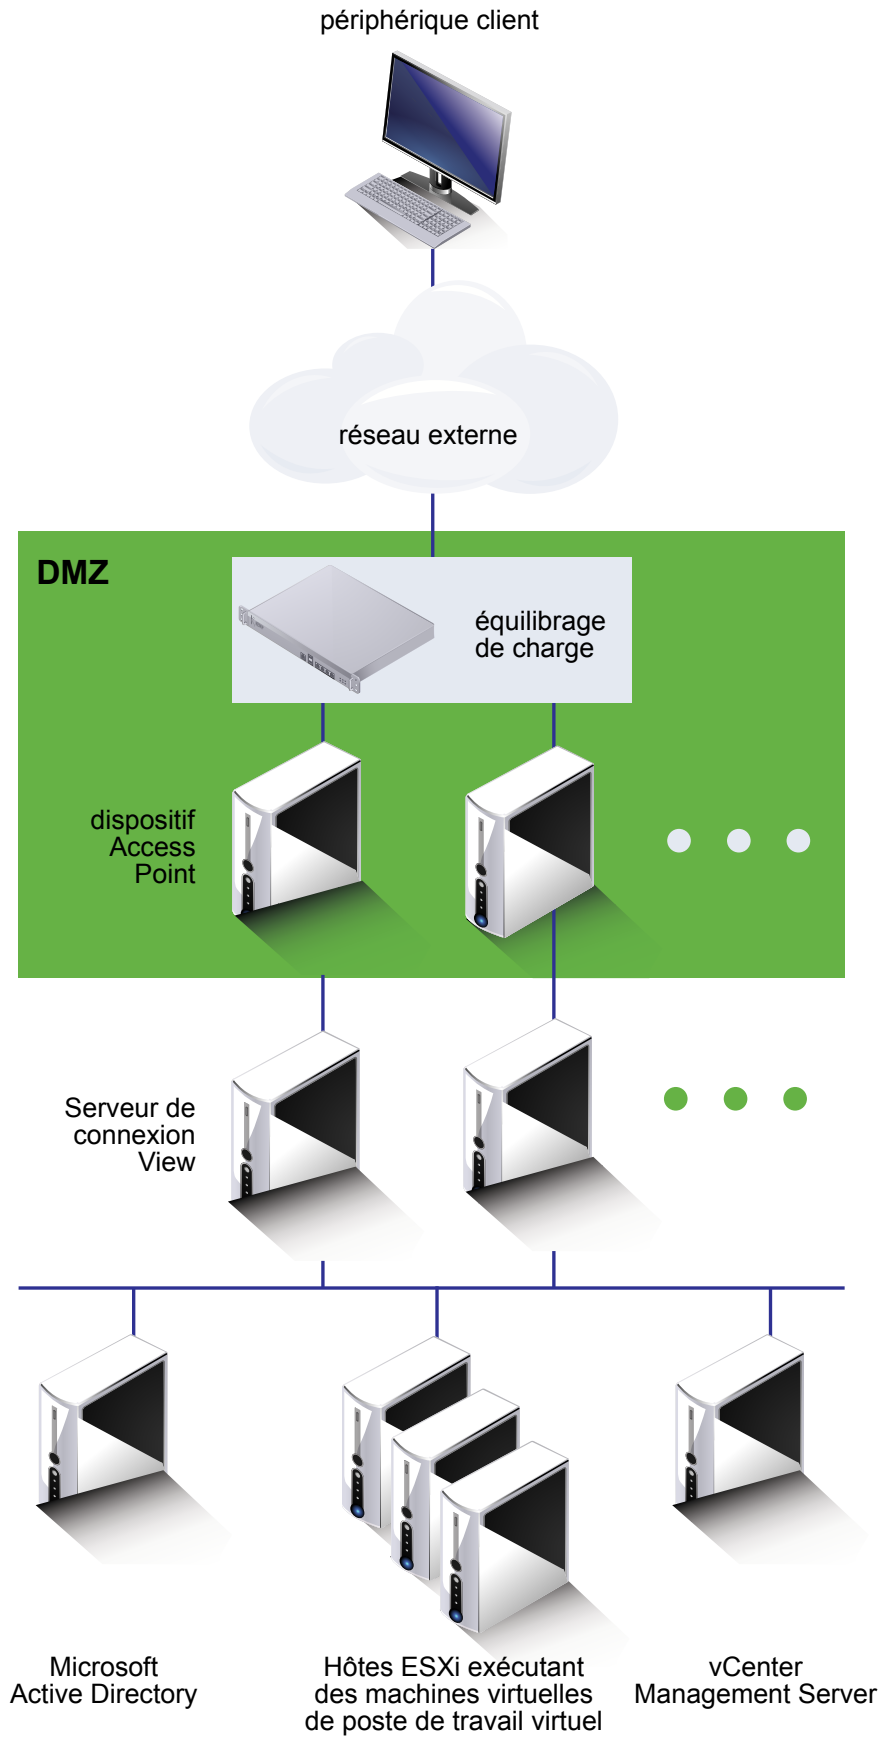 périphérique client
réseau externe
DMZ
équilibrage
de charge
dispositif
Access
Point
Serveur de
connexion
View
Microsoft
Active Directory
Hôtes ESXi exécutant
des machines virtuelles
de poste de travail virtuel
vCenter
Management Server